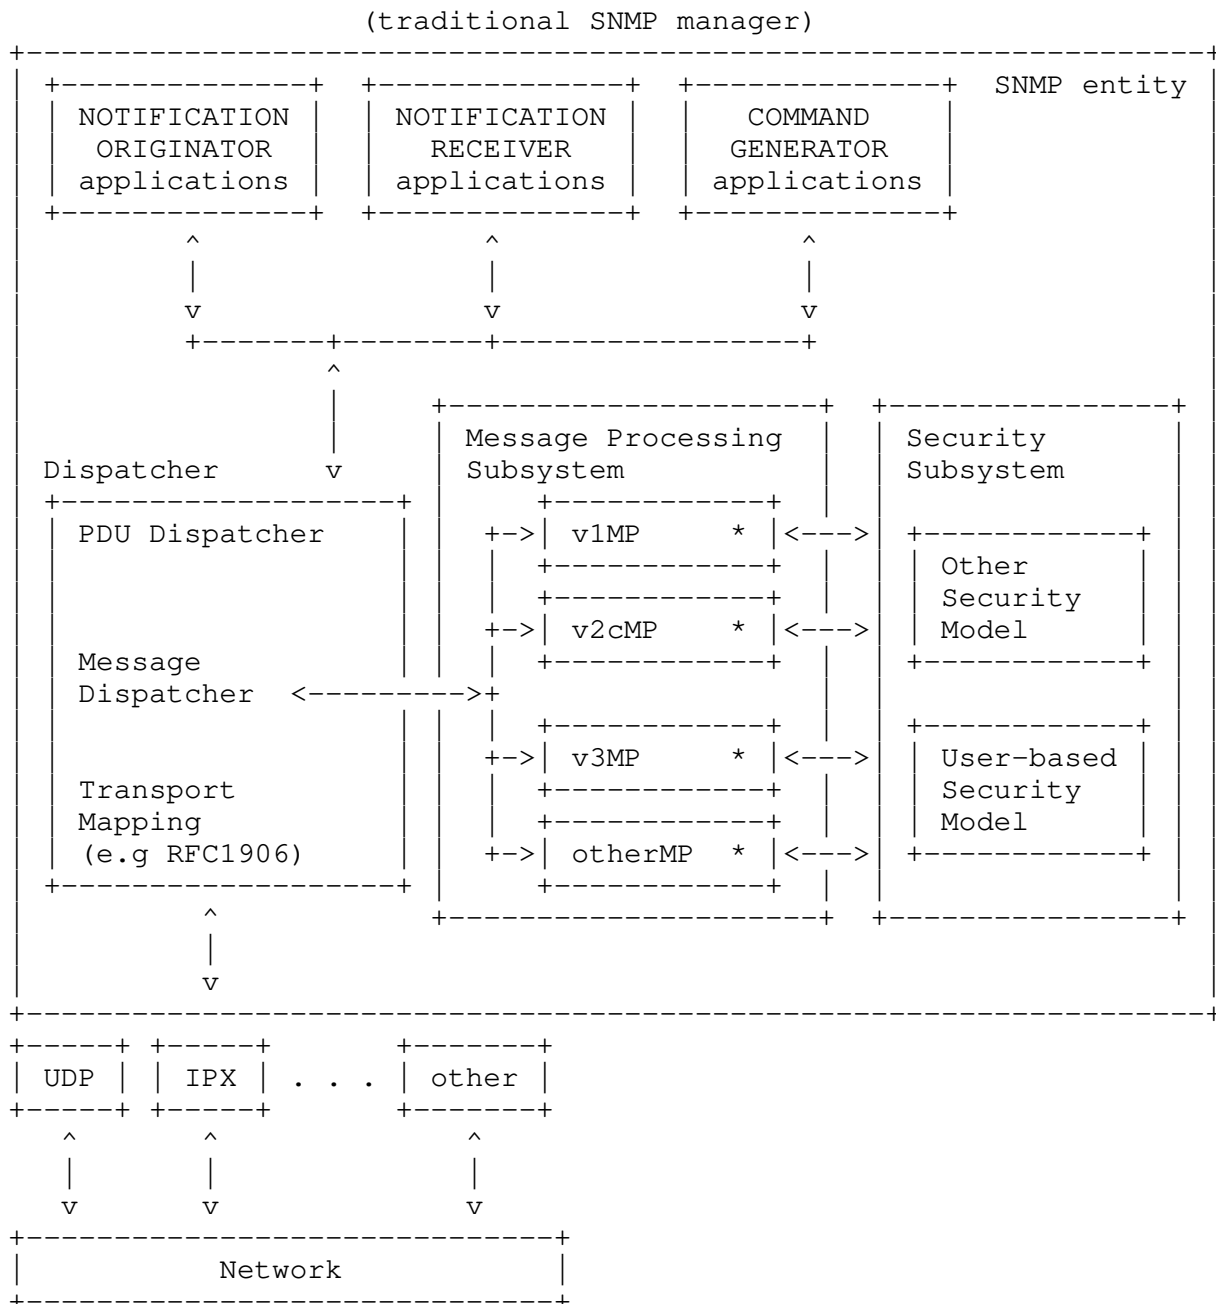 (traditional SNMP manager)
SNMP entity
NOTIFICATION
ORIGINATOR
applications
NOTIFICATION
RECEIVER
applications
COMMAND
GENERATOR
applications
Dispatcher
PDU Dispatcher
Message
Dispatcher
Transport
Mapping
(e.g RFC1906)
Message Processing
Subsystem
v1MP *
v2cMP *
v3MP *
otherMP *
Security
Subsystem
Other
Security
Model
User-based
Security
Model
UDP
IPX
. . .
other
Network